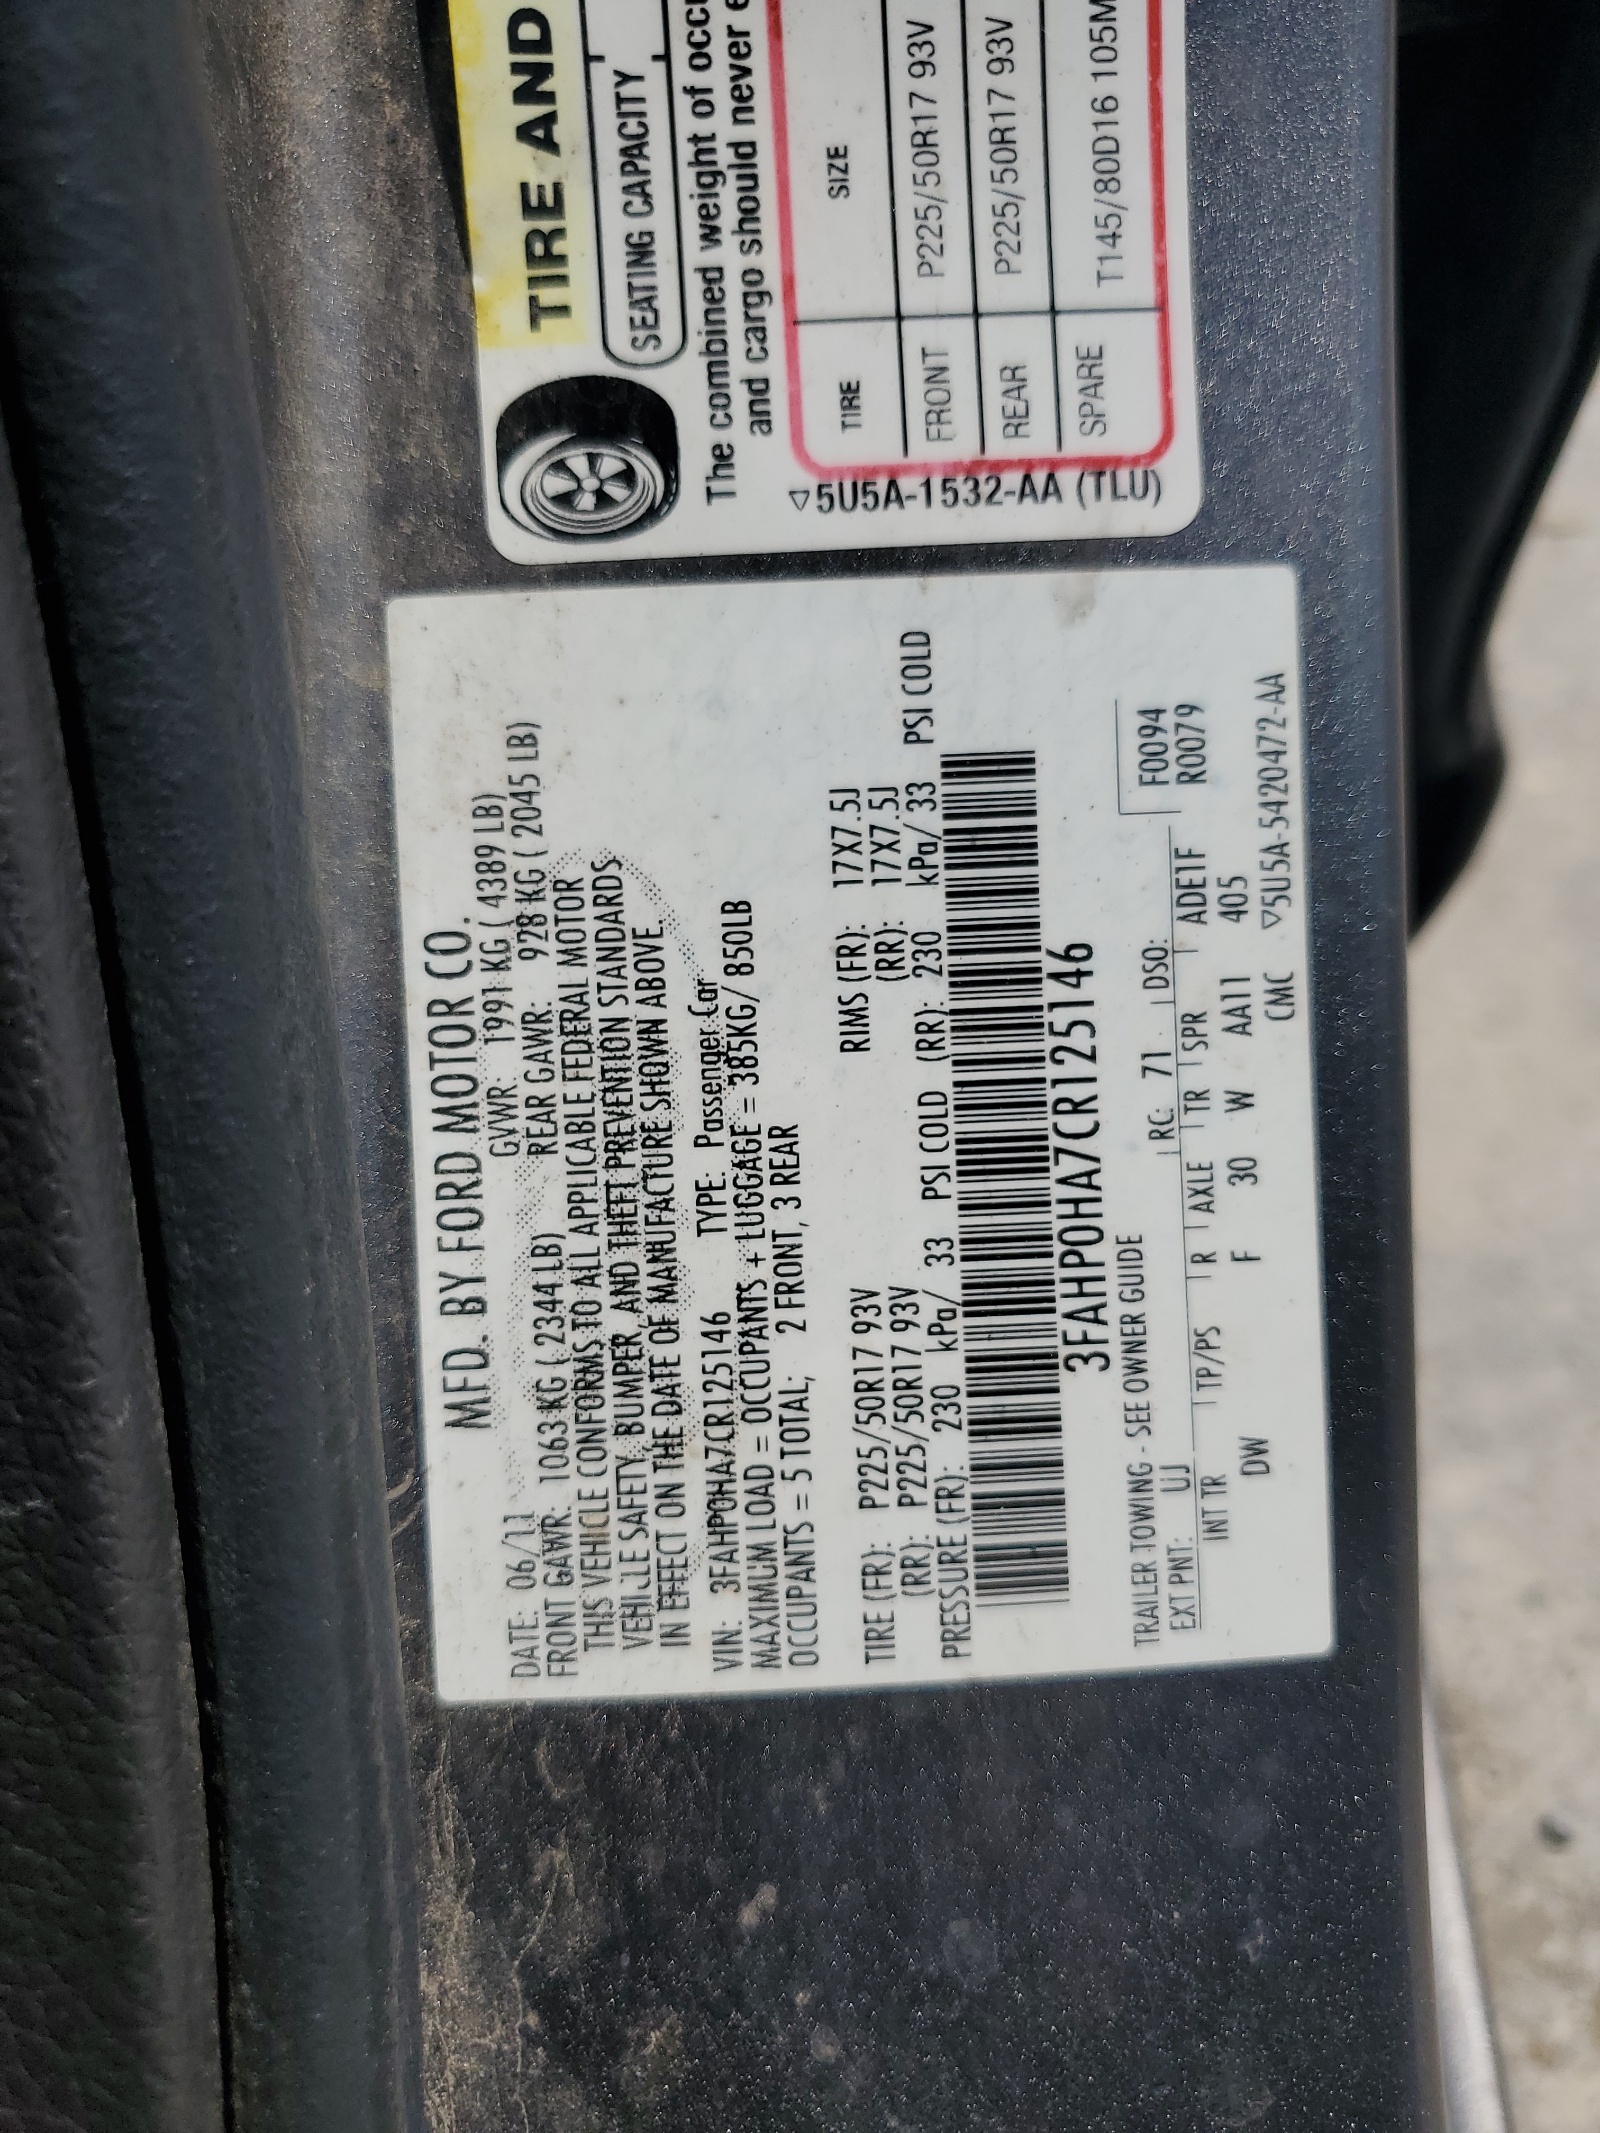 MFD. BY FORD MOTOR CO.
DATE: 06/11 GVWR: 1991 KG ( 4389 LB)
FRONT GAWR: 1063 KG ( 2344 LB) REAR GAWR: 928 KG ( 2045 LB)
THIS VEHICLE CONFORMS TO ALL APPLICABLE FEDERAL MOTOR
VEHICLE SAFETY, BUMPER, AND THEFT PREVENTION STANDARDS
IN EFFECT ON THE DATE OF MANUFACTURE SHOWN ABOVE.
VIN: 3FAHP0HA7CR125146 TYPE: Passenger Car
MAXIMUM LOAD = OCCUPANTS + LUGGAGE = 385KG/ 850LB
OCCUPANTS = 5 TOTAL; 2 FRONT, 3 REAR
TIRE (FR): P225/50R17 93V RIMS (FR): 17X7.5J
(RR): P225/50R17 93V (RR): 17X7.5J
PRESSURE (FR): 230 kPa/ 33 PSI COLD (RR): 230 kPa/ 33 PSI COLD
3FAHP0HA7CR125146
TRAILER TOWING - SEE OWNER GUIDE
F0094
EXT PNT: UJ RC: 71 DSO:
R0079
INT TR TP/PS R AXLE TR SPR ADE1F
DW F 30 W AA11 405
CMC ▽5U5A-5420472-AA
TIRE AND
SEATING CAPACITY
The combined weight of occu
and cargo should never e
TIRE SIZE
FRONT P225/50R17 93V
REAR P225/50R17 93V
SPARE T145/80D16 105M
▽5U5A-1532-AA (TLU)